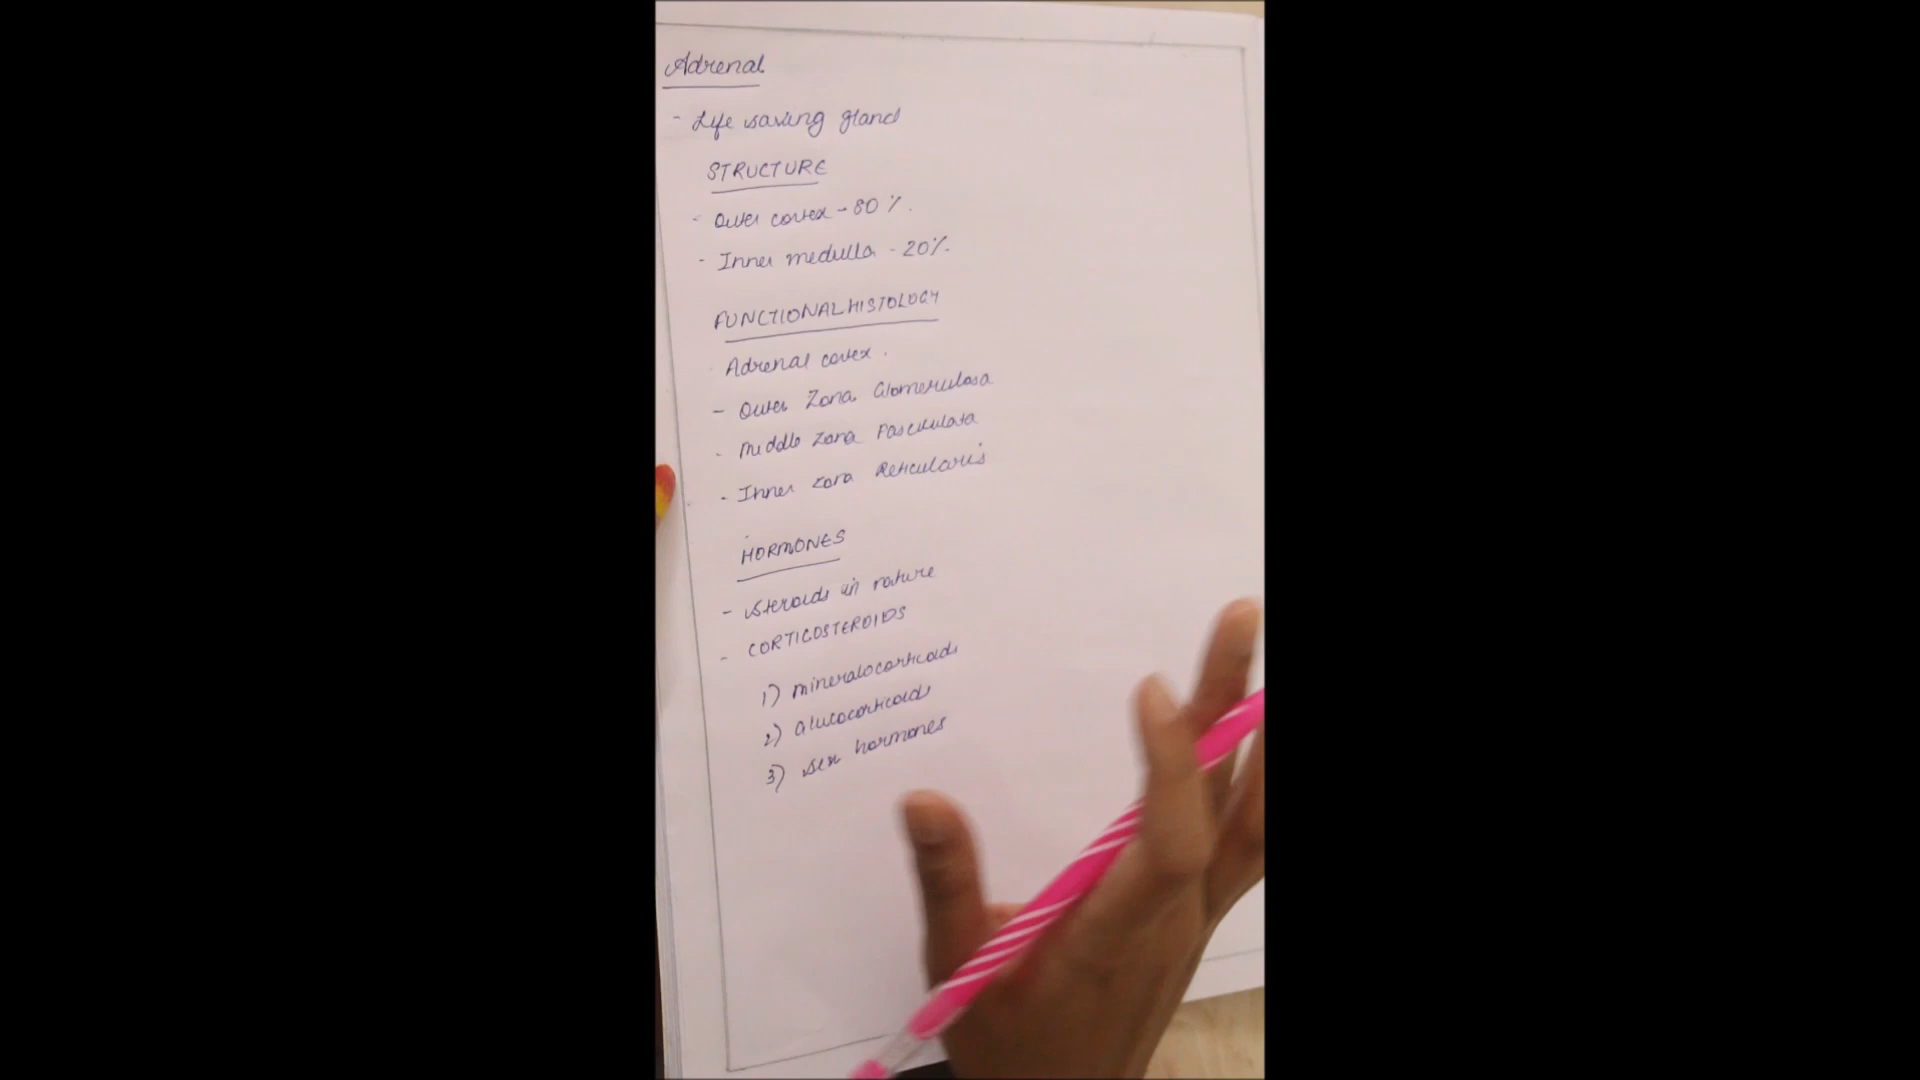 Adrenal
- Life saving gland
STRUCTURE
- Outer cortex - 80 %.
- Inner medulla - 20%.
FUNCTIONAL HISTOLOGY
Adrenal cortex.
- Outer Zona Glomerulosa
- Middle Zona Fasciculata
- Inner zona Reticularis
HORMONES
- Steroids in nature
- CORTICOSTEROIDS
1) mineralocorticoids
2) Glucocorticoids
3) Sex hormones